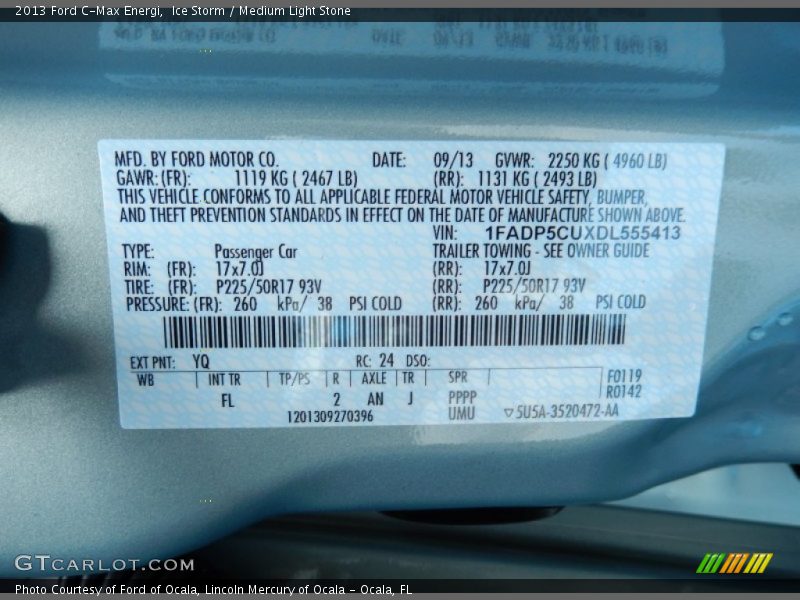 2013 Ford C-Max Energi, Ice Storm / Medium Light Stone
MFD. BY FORD MOTOR CO. DATE: 09/13 GVWR: 2250 KG ( 4960 LB)
GAWR: (FR): 1119 KG ( 2467 LB) (RR): 1131 KG ( 2493 LB)
THIS VEHICLE CONFORMS TO ALL APPLICABLE FEDERAL MOTOR VEHICLE SAFETY, BUMPER,
AND THEFT PREVENTION STANDARDS IN EFFECT ON THE DATE OF MANUFACTURE SHOWN ABOVE.
VIN: 1FADP5CUXDL555413
TYPE: Passenger Car TRAILER TOWING - SEE OWNER GUIDE
RIM: (FR): 17x7.0J (RR): 17x7.0J
TIRE: (FR): P225/50R17 93V (RR): P225/50R17 93V
PRESSURE: (FR): 260 kPa/ 38 PSI COLD (RR): 260 kPa/ 38 PSI COLD
EXT PNT: YQ RC: 24 DSO:
WB INT TR TP/PS R AXLE TR SPR F0119
FL 2 AN J PPPP R0142
1201309270396 UMU ▽5U5A-3520472-AA
GTCARLOT.COM
Photo Courtesy of Ford of Ocala, Lincoln Mercury of Ocala - Ocala, FL